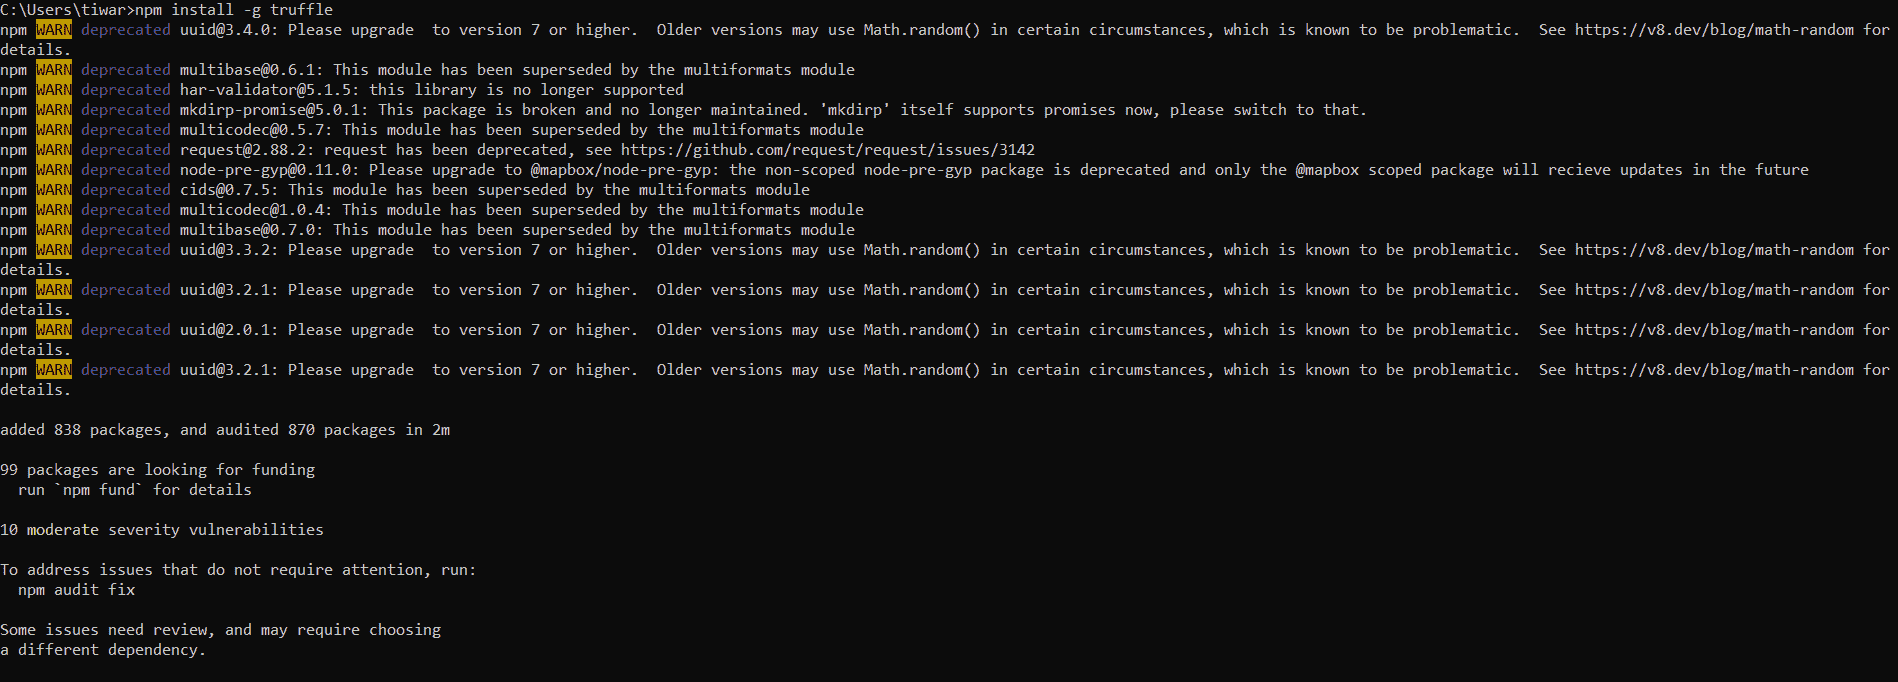 C:\Users\tiwar>npm install -g truffle
npm WARN deprecated uuid@3.4.0: Please upgrade  to version 7 or higher.  Older versions may use Math.random() in certain circumstances, which is known to be problematic.  See https://v8.dev/blog/math-random for
details.
npm WARN deprecated multibase@0.6.1: This module has been superseded by the multiformats module
npm WARN deprecated har-validator@5.1.5: this library is no longer supported
npm WARN deprecated mkdirp-promise@5.0.1: This package is broken and no longer maintained. 'mkdirp' itself supports promises now, please switch to that.
npm WARN deprecated multicodec@0.5.7: This module has been superseded by the multiformats module
npm WARN deprecated request@2.88.2: request has been deprecated, see https://github.com/request/request/issues/3142
npm WARN deprecated node-pre-gyp@0.11.0: Please upgrade to @mapbox/node-pre-gyp: the non-scoped node-pre-gyp package is deprecated and only the @mapbox scoped package will recieve updates in the future
npm WARN deprecated cids@0.7.5: This module has been superseded by the multiformats module
npm WARN deprecated multicodec@1.0.4: This module has been superseded by the multiformats module
npm WARN deprecated multibase@0.7.0: This module has been superseded by the multiformats module
npm WARN deprecated uuid@3.3.2: Please upgrade  to version 7 or higher.  Older versions may use Math.random() in certain circumstances, which is known to be problematic.  See https://v8.dev/blog/math-random for
details.
npm WARN deprecated uuid@3.2.1: Please upgrade  to version 7 or higher.  Older versions may use Math.random() in certain circumstances, which is known to be problematic.  See https://v8.dev/blog/math-random for
details.
npm WARN deprecated uuid@2.0.1: Please upgrade  to version 7 or higher.  Older versions may use Math.random() in certain circumstances, which is known to be problematic.  See https://v8.dev/blog/math-random for
details.
npm WARN deprecated uuid@3.2.1: Please upgrade  to version 7 or higher.  Older versions may use Math.random() in certain circumstances, which is known to be problematic.  See https://v8.dev/blog/math-random for
details.
added 838 packages, and audited 870 packages in 2m
99 packages are looking for funding
  run `npm fund` for details
10 moderate severity vulnerabilities
To address issues that do not require attention, run:
  npm audit fix
Some issues need review, and may require choosing
a different dependency.